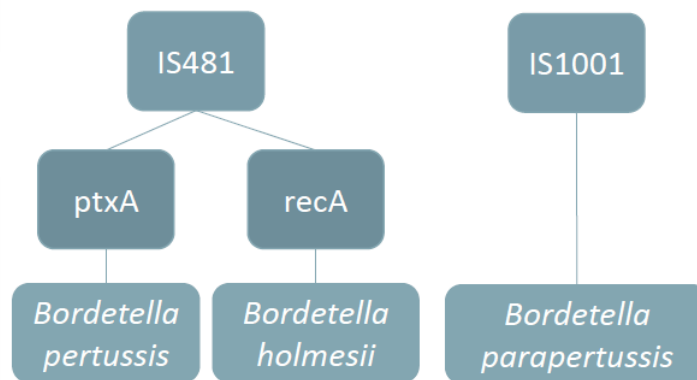 IS481
IS1001
ptxA
recA
Bordetella
pertussis
Bordetella
holmesii
Bordetella
parapertussis